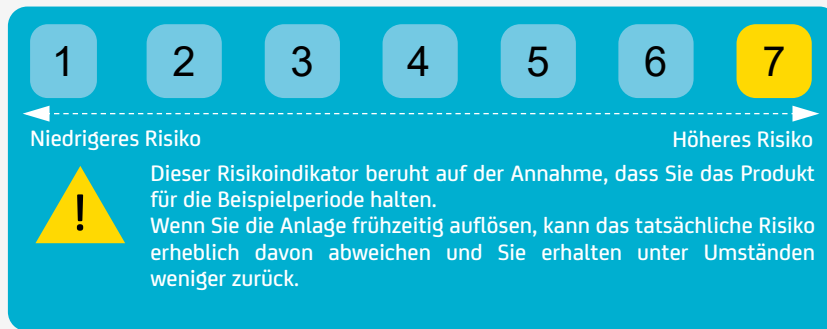 1 2 3 4 5 6 7
Niedrigeres Risiko Höheres Risiko
!
Dieser Risikoindikator beruht auf der Annahme, dass Sie das Produkt
für die Beispielperiode halten.
Wenn Sie die Anlage frühzeitig auflösen, kann das tatsächliche Risiko
erheblich davon abweichen und Sie erhalten unter Umständen
weniger zurück.